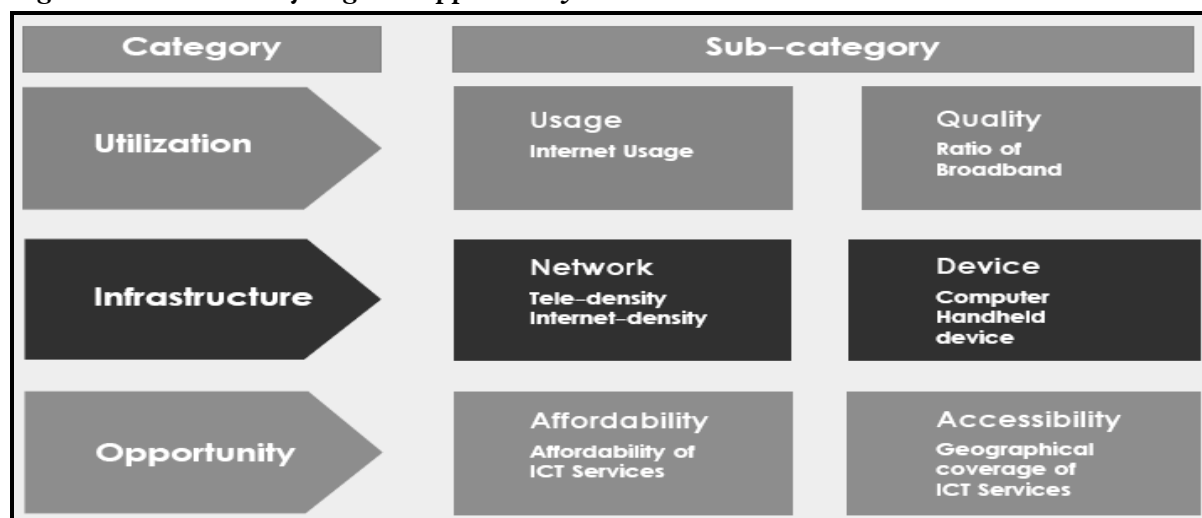 Category
Sub-category
Utilization
Usage
Internet Usage
Quality
Ratio of
Broadband
Infrastructure
Network
Tele-density
Internet-density
Device
Computer
Handheld
device
Opportunity
Affordability
Affordability of
ICT Services
Accessibility
Geographical
coverage of
ICT Services